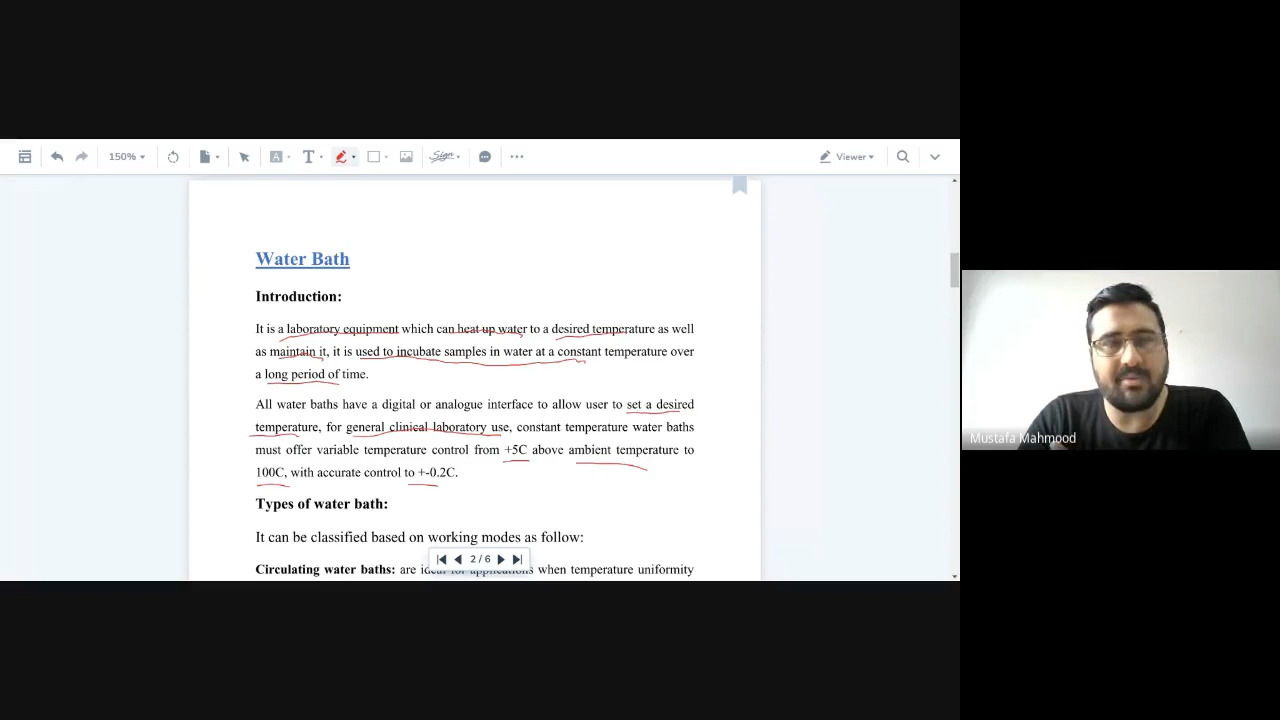 150%
T
Sign
Viewer
Water Bath
Introduction:
It is a laboratory equipment which can heat up water to a desired temperature as well
as maintain it, it is used to incubate samples in water at a constant temperature over
a long period of time.
All water baths have a digital or analogue interface to allow user to set a desired
temperature, for general clinical laboratory use, constant temperature water baths
must offer variable temperature control from +5C above ambient temperature to
100C, with accurate control to +-0.2C.
Types of water bath:
It can be classified based on working modes as follow:
2 / 6
Circulating water baths: are ideal for applications when temperature uniformity
Mustafa Mahmood